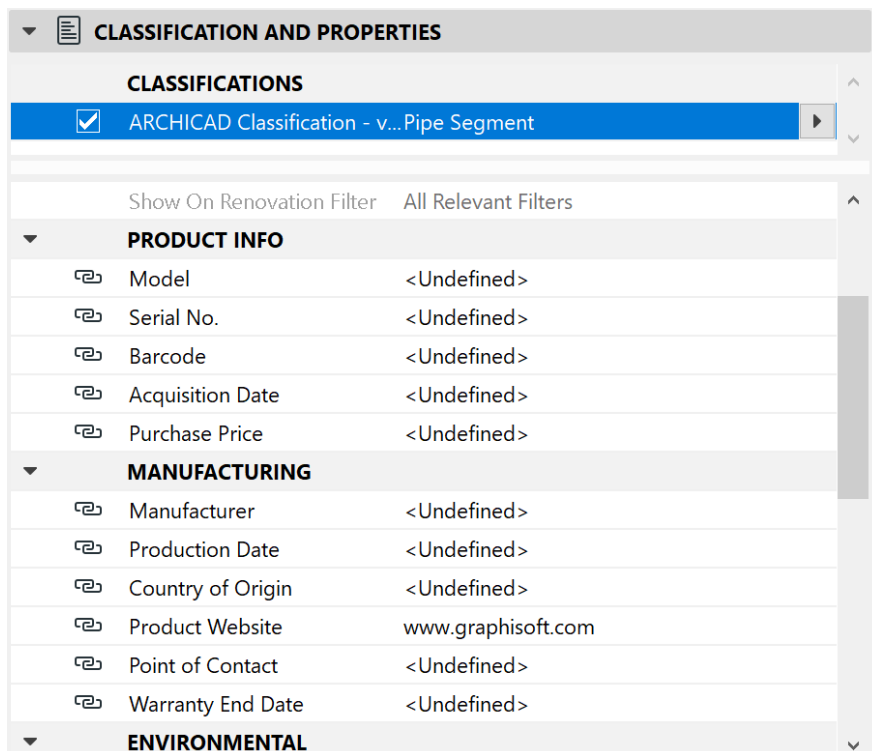 CLASSIFICATION AND PROPERTIES
CLASSIFICATIONS
ARCHICAD Classification - v... Pipe Segment
Show On Renovation Filter All Relevant Filters
PRODUCT INFO
Model <Undefined>
Serial No. <Undefined>
Barcode <Undefined>
Acquisition Date <Undefined>
Purchase Price <Undefined>
MANUFACTURING
Manufacturer <Undefined>
Production Date <Undefined>
Country of Origin <Undefined>
Product Website www.graphisoft.com
Point of Contact <Undefined>
Warranty End Date <Undefined>
ENVIRONMENTAL